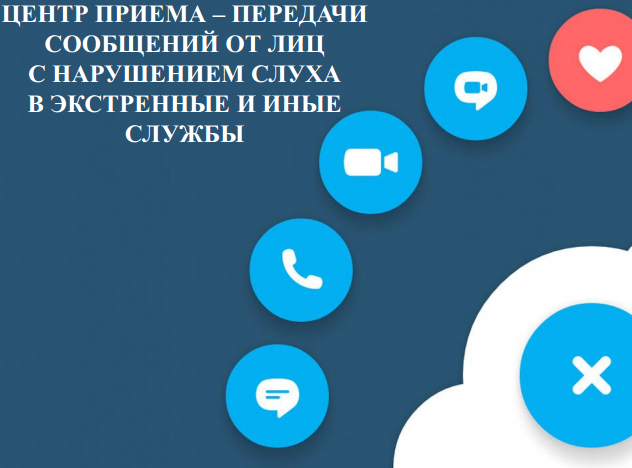 ЦЕНТР ПРИЕМА – ПЕРЕДАЧИ
СООБЩЕНИЙ ОТ ЛИЦ
С НАРУШЕНИЕМ СЛУХА
В ЭКСТРЕННЫЕ И ИНЫЕ
СЛУЖБЫ